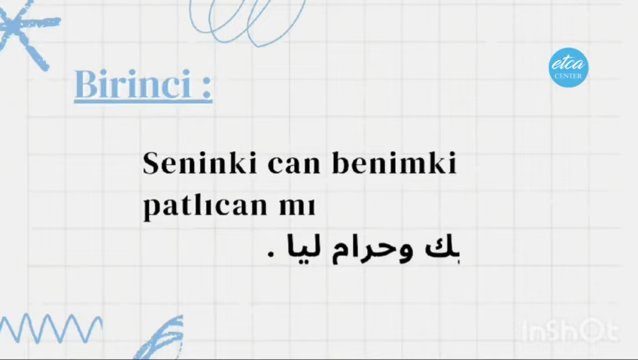 Birinci :
etca
CENTER
Seninki can benimki
patlıcan mı
وحرام ليا .
InShOt